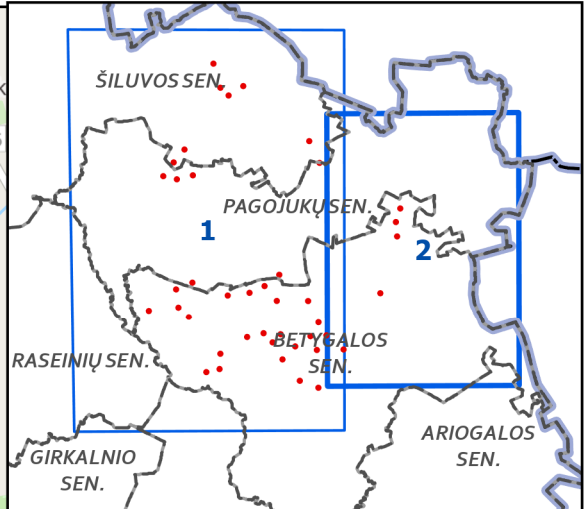 ŠILUVOS SEN.
PAGOJUKŲ SEN.
1
2
BETYGALOS
SEN.
RASEINIŲ SEN.
ARIOGALOS
SEN.
GIRKALNIO
SEN.